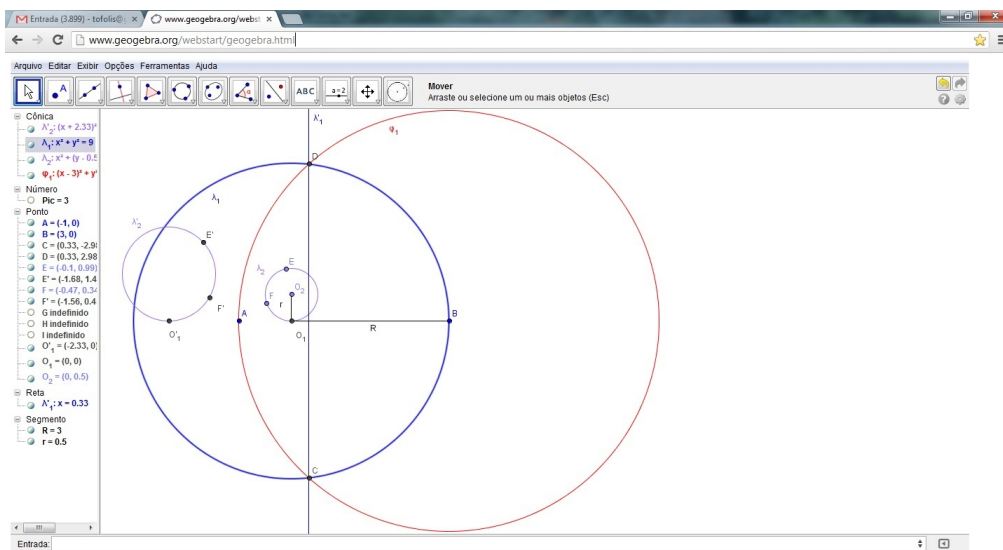 Entrada (3.899) - tofolis@
www.geogebra.org/webst
www.geogebra.org/webstart/geogebra.html
Arquivo Editar Exibir Opções Ferramentas Ajuda
A
α
ABC
a=2
Mover
Arraste ou selecione um ou mais objetos (Esc)
Cônica
λ'₂: (x + 2.33)²
λ₁: x² + y² = 9
λ₂: x² + (y - 0.5
φ₁: (x - 3)² + y²
Número
Pic = 3
Ponto
A = (-1, 0)
B = (3, 0)
C = (0.33, -2.98
D = (0.33, 2.98
E = (-0.1, 0.99)
E' = (-1.68, 1.4
F = (-0.47, 0.34
F' = (-1.56, 0.4
G indefinido
H indefinido
I indefinido
O'₁ = (-2.33, 0)
O₁ = (0, 0)
O₂ = (0, 0.5)
Reta
λ'₁: x = 0.33
Segmento
R = 3
r = 0.5
λ'₁
φ₁
D
λ₁
λ'₂
E'
λ₂
E
F
O₂
F'
r
A
B
O'₁
O₁
R
C
Entrada: